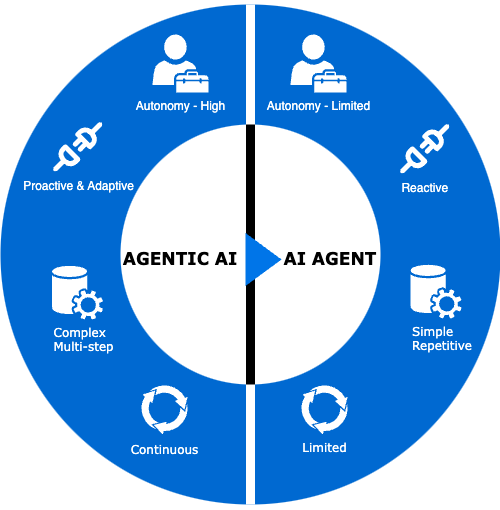 Autonomy - High
Autonomy - Limited
Proactive & Adaptive
Reactive
AGENTIC AI
AI AGENT
Complex
Multi-step
Simple
Repetitive
Continuous
Limited